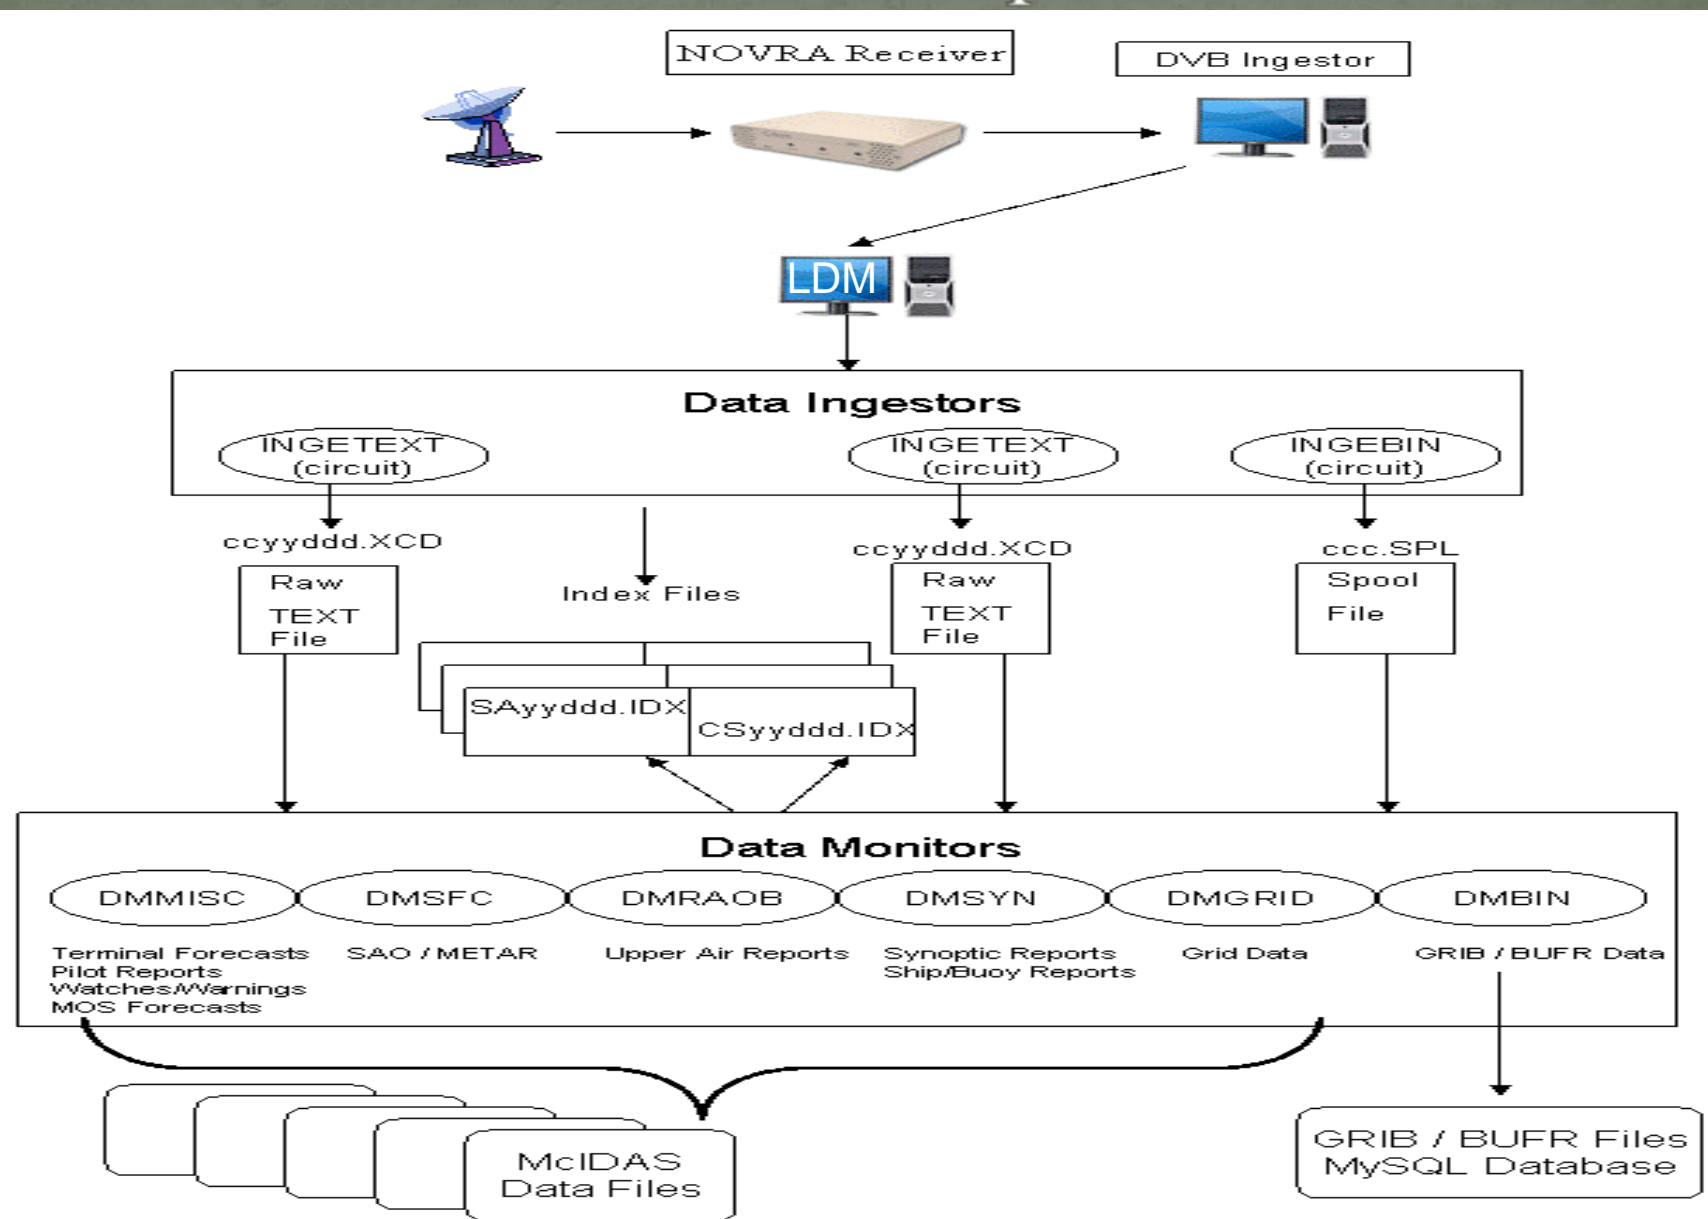 NOVRA Receiver
DVB Ingestor
LDM
Data Ingestors
INGETEXT
(circuit)
INGETEXT
(circuit)
INGEBIN
(circuit)
ccyyddd.XCD
Raw
TEXT
File
Index Files
SAyyddd.IDX
CSyyddd.IDX
ccyyddd.XCD
Raw
TEXT
File
ccc.SPL
Spool
File
Data Monitors
DMMISC
DMSFC
DMRAOB
DMSYN
DMGRID
DMBIN
Terminal Forecasts
Pilot Reports
Watches/Warnings
MOS Forecasts
SAO / METAR
Upper Air Reports
Synoptic Reports
Ship/Buoy Reports
Grid Data
GRIB / BUFR Data
McIDAS
Data Files
GRIB / BUFR Files
MySQL Database